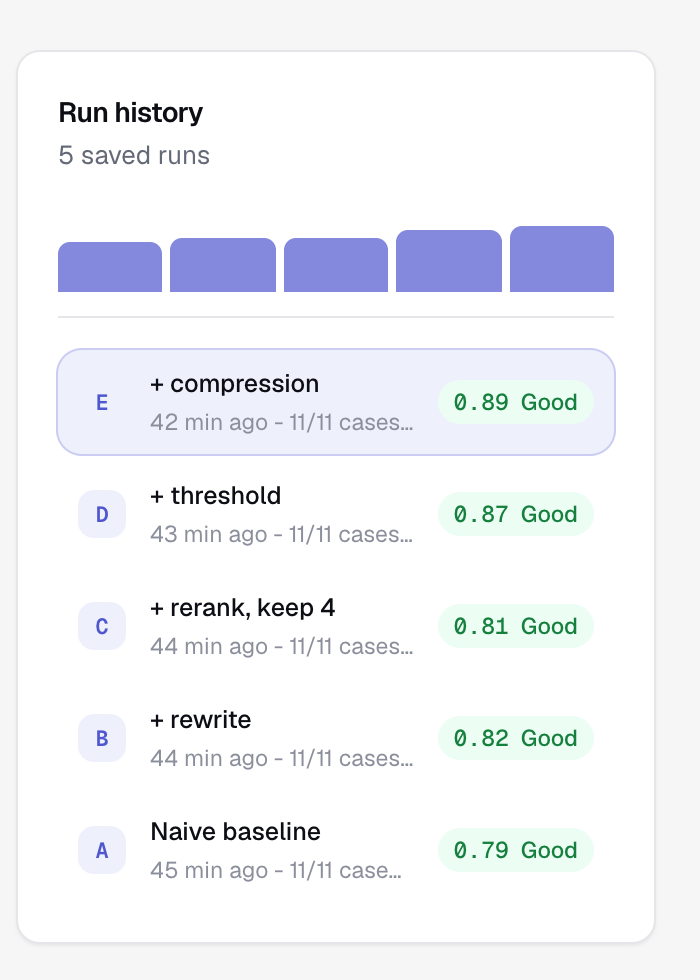 Run history
5 saved runs
E
+ compression
42 min ago - 11/11 cases...
0.89 Good
D
+ threshold
43 min ago - 11/11 cases...
0.87 Good
C
+ rerank, keep 4
44 min ago - 11/11 cases...
0.81 Good
B
+ rewrite
44 min ago - 11/11 cases...
0.82 Good
A
Naive baseline
45 min ago - 11/11 case...
0.79 Good